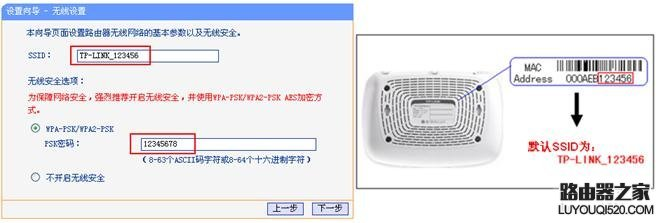 设置向导 - 无线设置
本向导页面设置路由器无线网络的基本参数以及无线安全。
SSID： TP-LINK_123456
无线安全选项：
为保障网络安全，强烈推荐开启无线安全，并使用WPA-PSK/WPA2-PSK AES加密方式。
WPA-PSK/WPA2-PSK
PSK密码： 12345678
（8-63个ASCII码字符或8-64个十六进制字符）
不开启无线安全
上一步 下一步
MAC
Address 000AEB123456
默认SSID为：
TP-LINK_123456
路由器之家
LUYOUQI520.COM